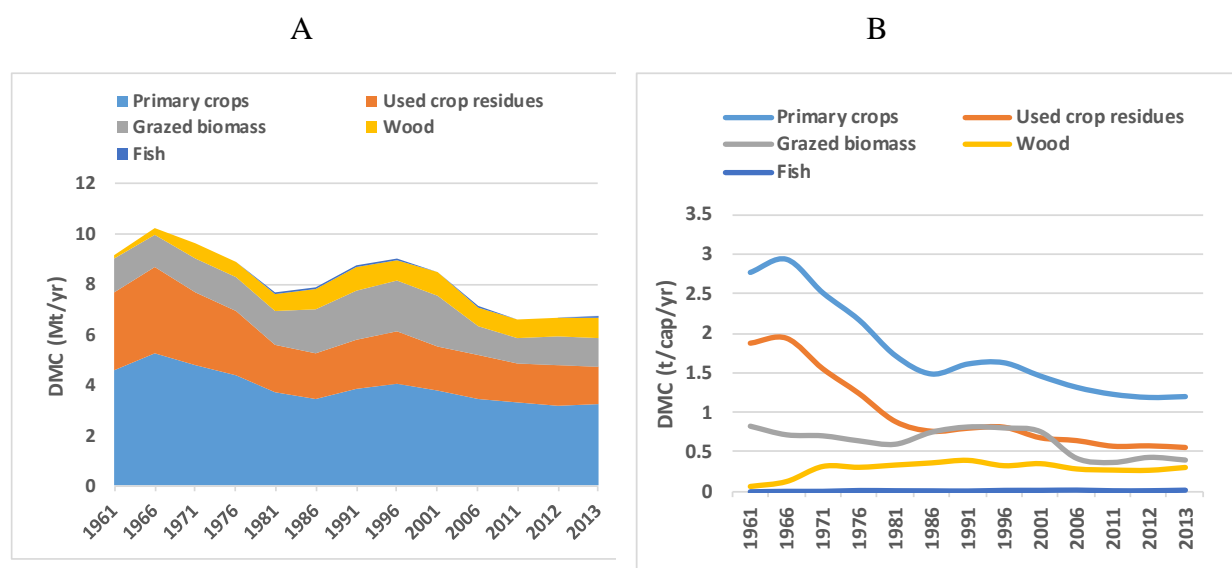 A
B
Primary crops
Used crop residues
Grazed biomass
Wood
Fish
DMC (Mt/yr)
12
10
8
6
4
2
0
1961
1966
1971
1976
1981
1986
1991
1996
2001
2006
2011
2012
2013
Primary crops
Used crop residues
Grazed biomass
Wood
Fish
DMC (t/cap/yr)
3.5
3
2.5
2
1.5
1
0.5
0
1961
1966
1971
1976
1981
1986
1991
1996
2001
2006
2011
2012
2013